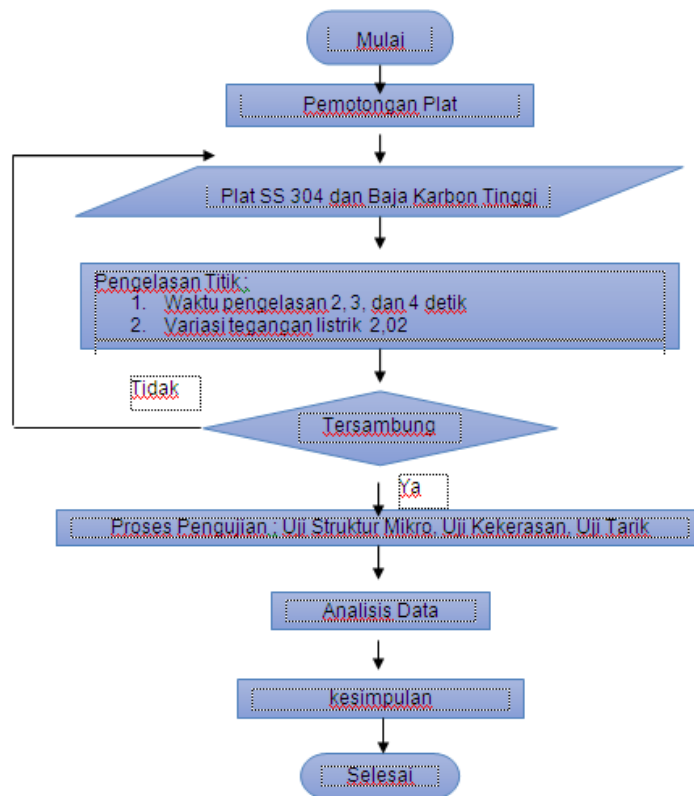 Mulai
Pemotongan Plat
Plat SS 304 dan Baja Karbon Tinggi
Pengelasan Titik ;
1. Waktu pengelasan 2, 3, dan 4 detik
2. Variasi tegangan listrik 2,02
Tidak
Tersambung
Ya
Proses Pengujian ; Uji Struktur Mikro, Uji Kekerasan, Uji Tarik
Analisis Data
kesimpulan
Selesai